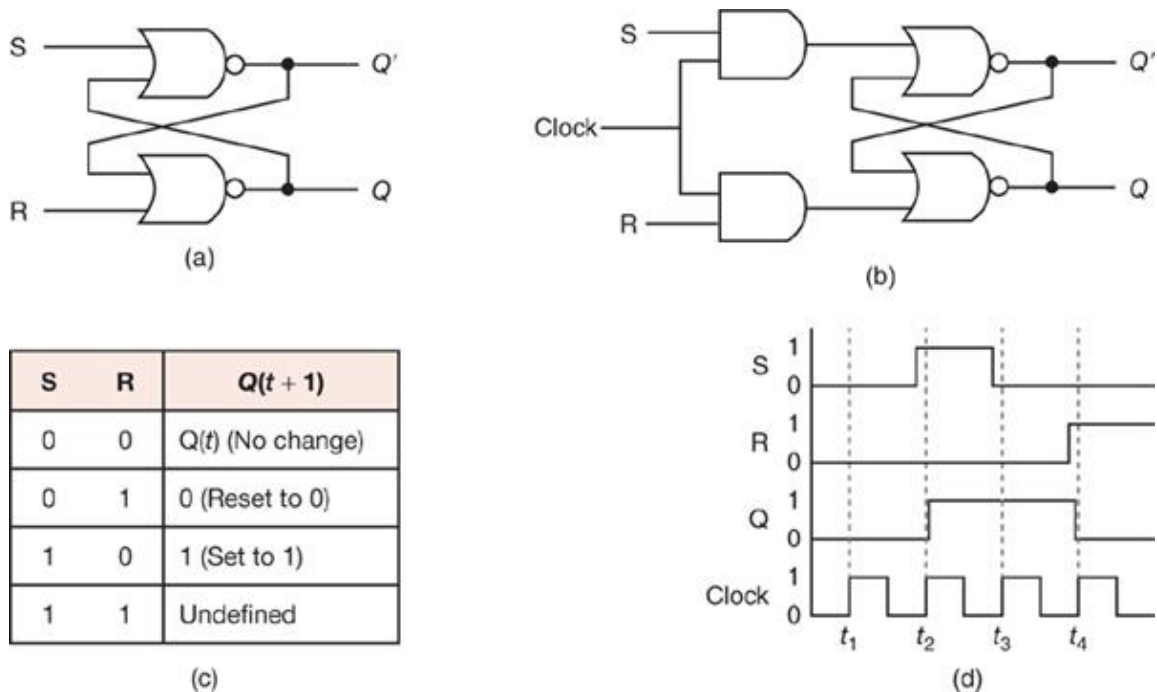 S
Q'
R
Q
(a)
S
Q'
Clock
R
Q
(b)
S R Q(t + 1)
0 0 Q(t) (No change)
0 1 0 (Reset to 0)
1 0 1 (Set to 1)
1 1 Undefined
(c)
S 1
0
R 1
0
Q 1
0
Clock 1
0
t1 t2 t3 t4
(d)